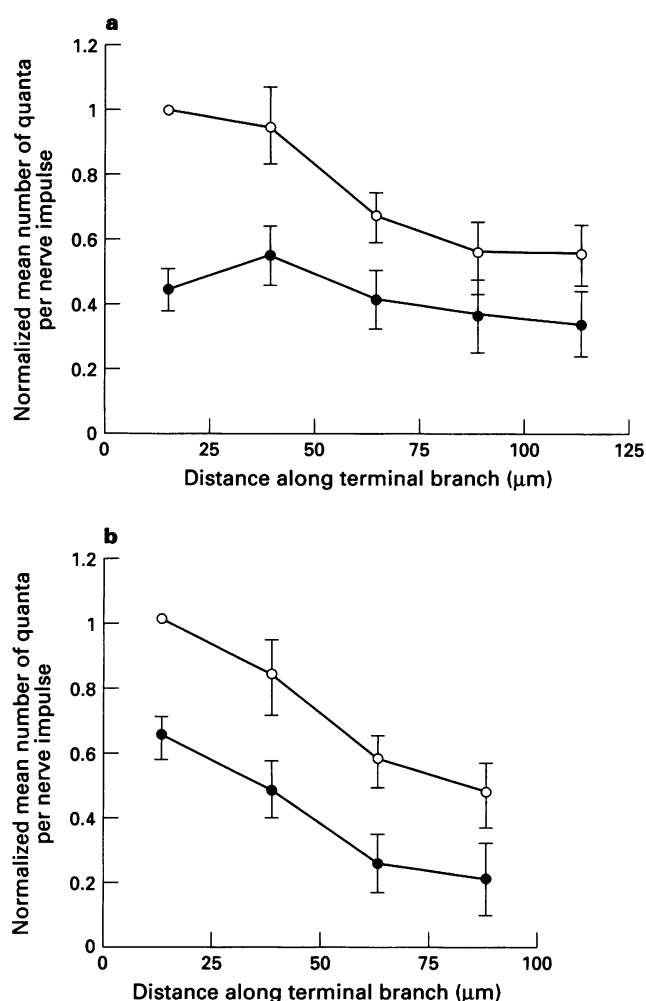 a
Normalized mean number of quanta
per nerve impulse
1.2
1
0.8
0.6
0.4
0.2
0
0 25 50 75 100 125
Distance along terminal branch (μm)
b
Normalized mean number of quanta
per nerve impulse
1.2
1
0.8
0.6
0.4
0.2
0
0 25 50 75 100
Distance along terminal branch (μm)